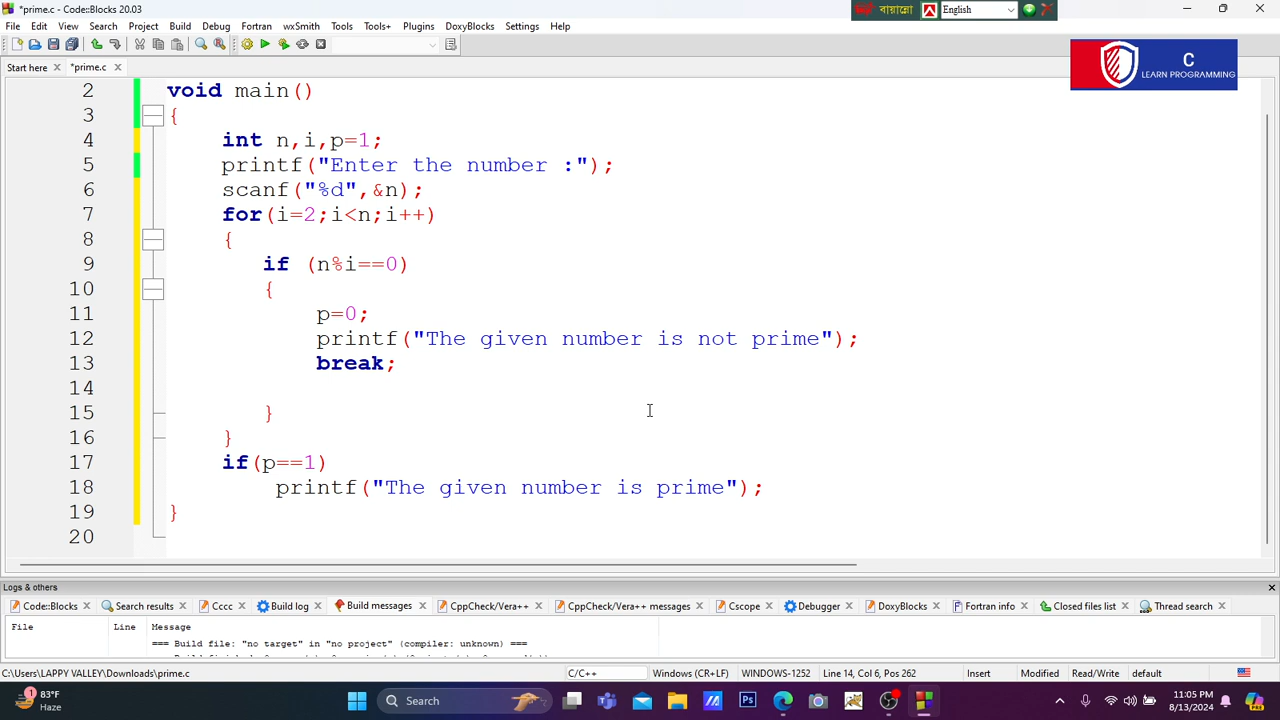 *prime.c - Code::Blocks 20.03
বায়ান্নো English
File Edit View Search Project Build Debug Fortran wxSmith Tools Tools+ Plugins DoxyBlocks Settings Help
Start here *prime.c
C
LEARN PROGRAMMING
2 void main()
3 {
4 int n,i,p=1;
5 printf("Enter the number :");
6 scanf("%d",&n);
7 for(i=2;i<n;i++)
8 {
9 if (n%i==0)
10 {
11 p=0;
12 printf("The given number is not prime");
13 break;
14
15 }
16 }
17 if(p==1)
18 printf("The given number is prime");
19 }
20
Logs & others
Code::Blocks Search results Cccc Build log Build messages CppCheck/Vera++ CppCheck/Vera++ messages Cscope Debugger DoxyBlocks Fortran info Closed files list Thread search
File Line Message
=== Build file: "no target" in "no project" (compiler: unknown) ===
C:\Users\LAPPY VALLEY\Downloads\prime.c C/C++ Windows (CR+LF) WINDOWS-1252 Line 14, Col 6, Pos 262 Insert Modified Read/Write default
1 83°F
Haze
Search
11:05 PM
8/13/2024